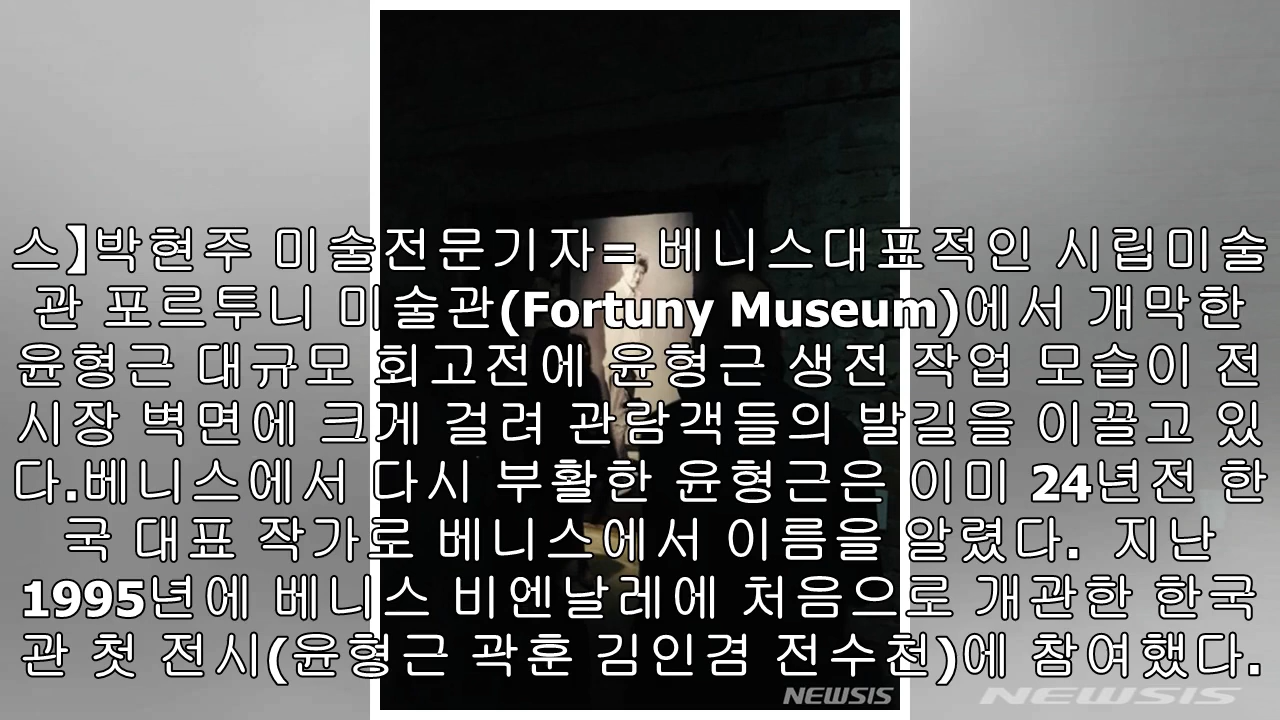 스】박현주 미술전문기자= 베니스대표적인 시립미술
관 포르투니 미술관(Fortuny Museum)에서 개막한
윤형근 대규모 회고전에 윤형근 생전 작업 모습이 전
시장 벽면에 크게 걸려 관람객들의 발길을 이끌고 있
다.베니스에서 다시 부활한 윤형근은 이미 24년전 한
국 대표 작가로 베니스에서 이름을 알렸다. 지난
1995년에 베니스 비엔날레에 처음으로 개관한 한국
관 첫 전시(윤형근 곽훈 김인겸 전수천)에 참여했다.
NEWSIS NEWSIS